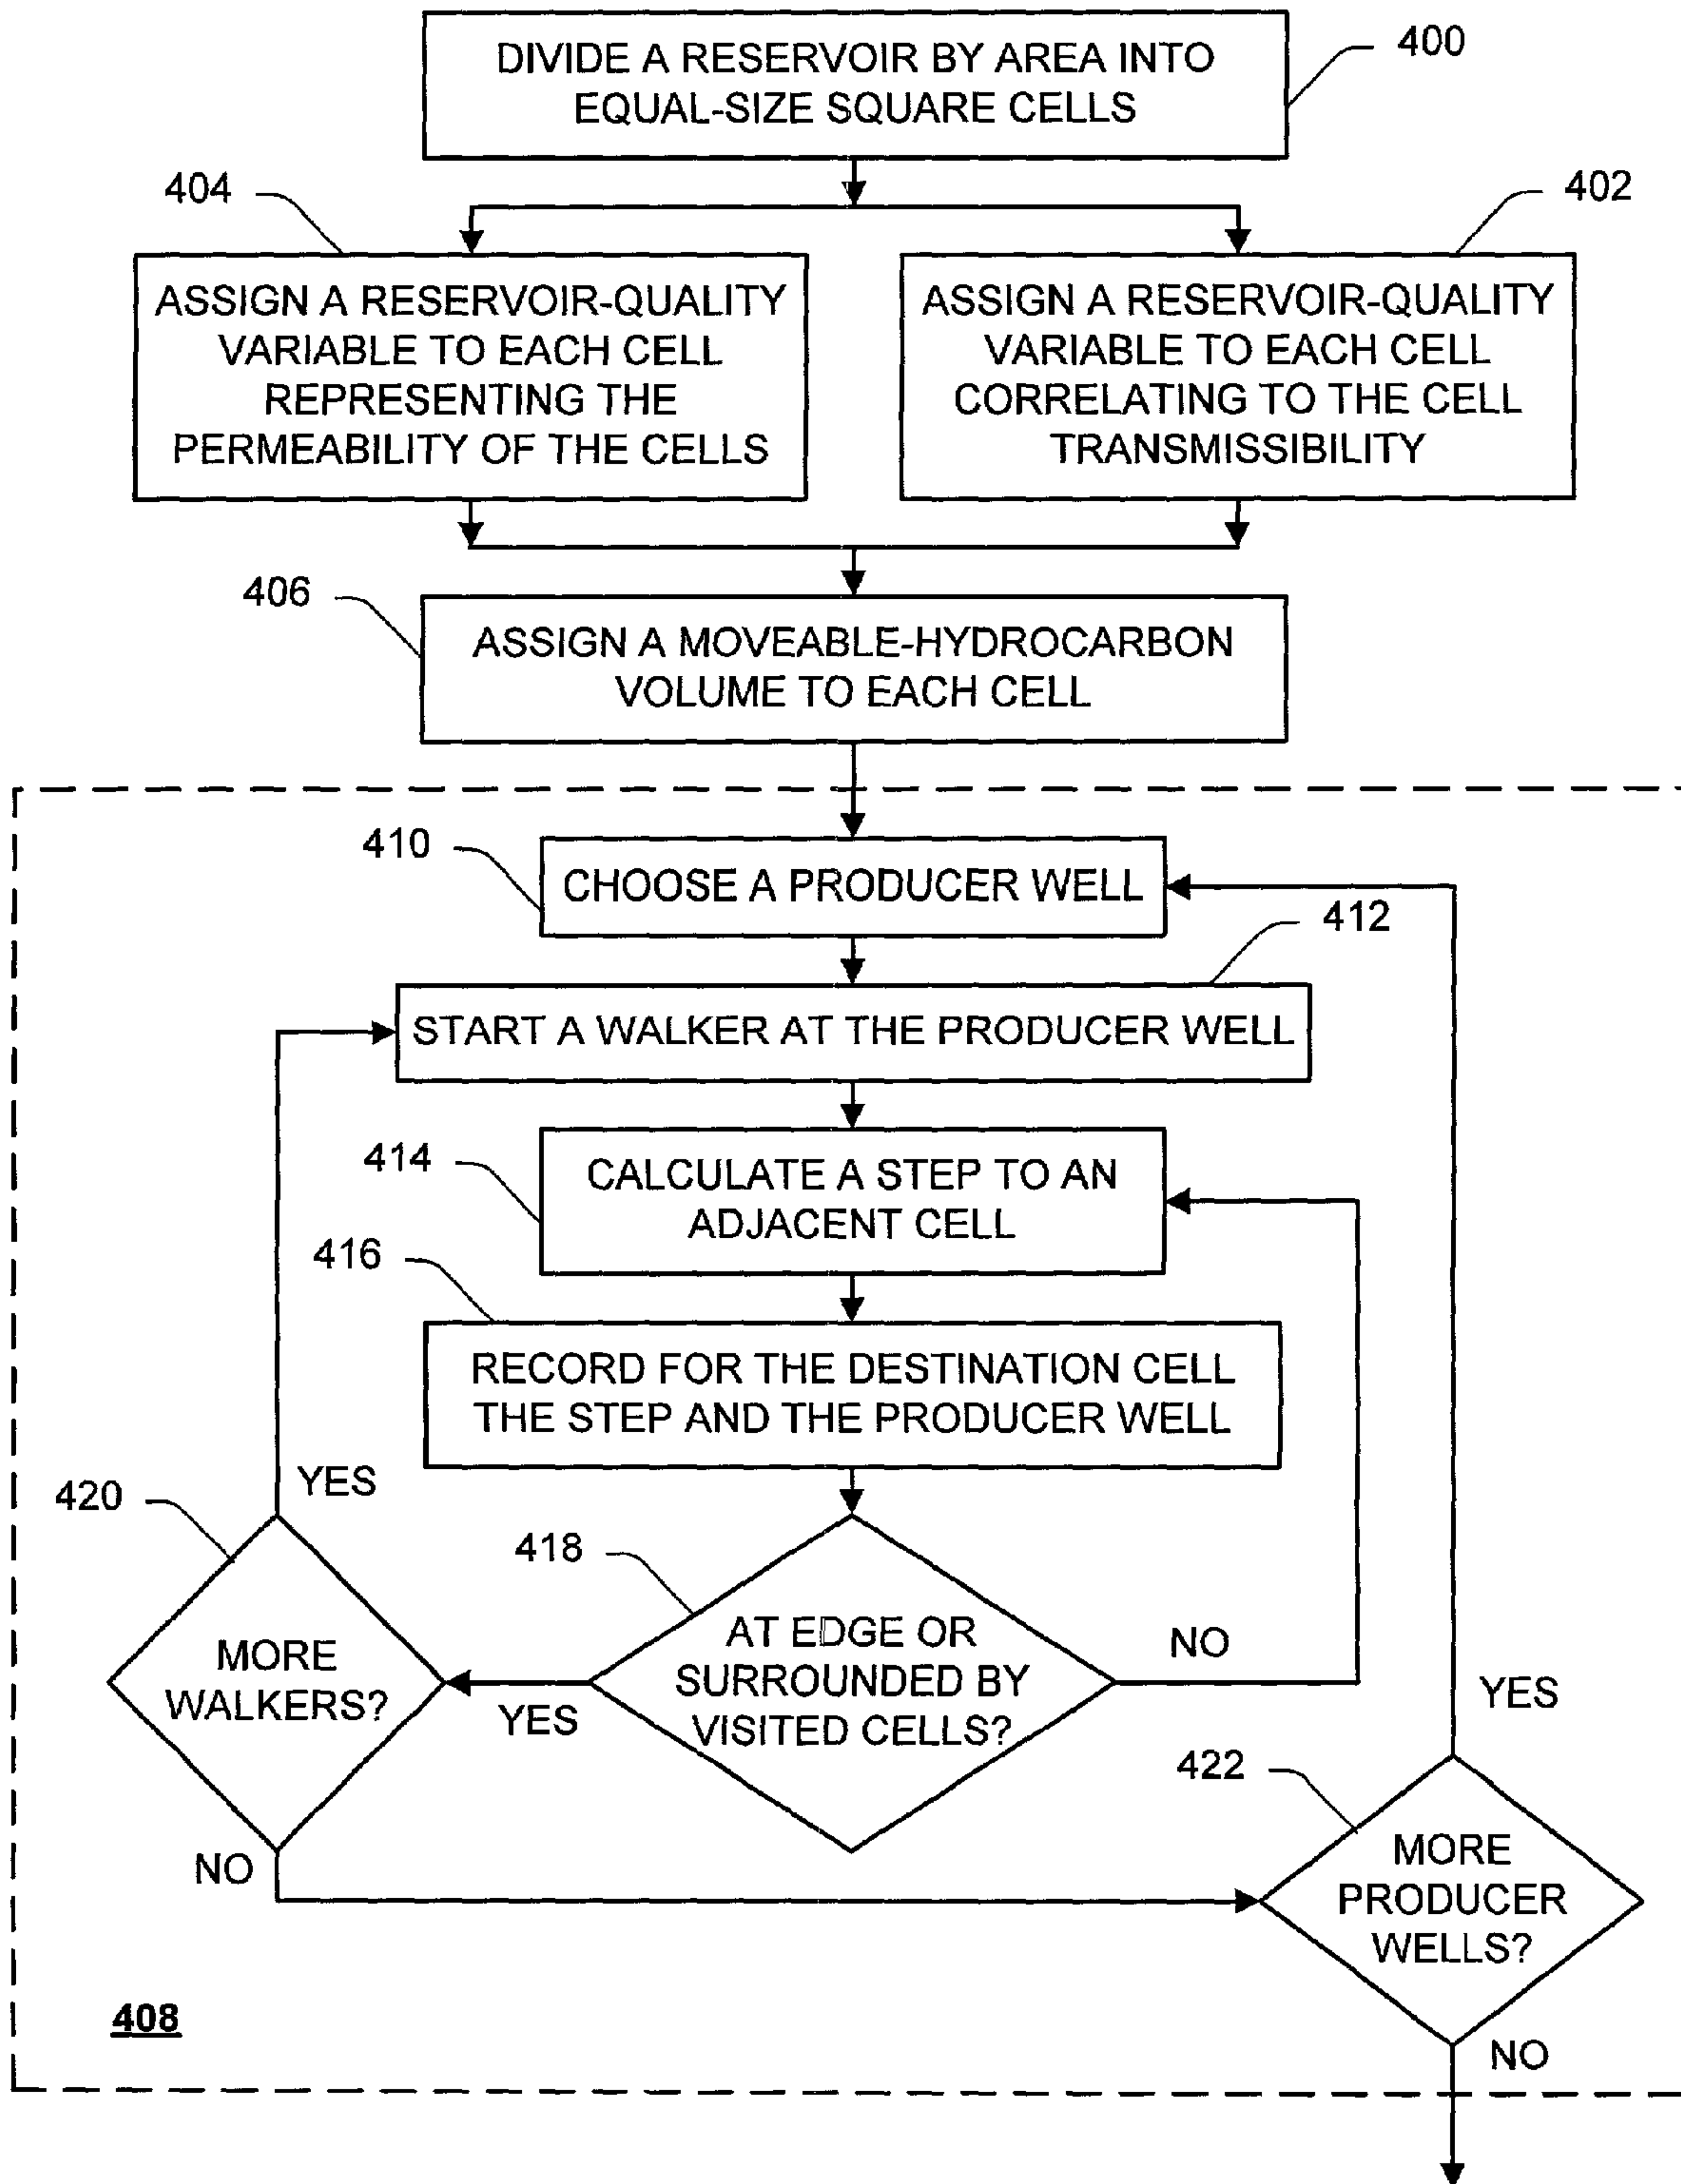 DIVIDE A RESERVOIR BY AREA INTO
EQUAL-SIZE SQUARE CELLS
400
404
402
ASSIGN A RESERVOIR-QUALITY
VARIABLE TO EACH CELL
REPRESENTING THE
PERMEABILITY OF THE CELLS
ASSIGN A RESERVOIR-QUALITY
VARIABLE TO EACH CELL
CORRELATING TO THE CELL
TRANSMISSIBILITY
406
ASSIGN A MOVEABLE-HYDROCARBON
VOLUME TO EACH CELL
410
CHOOSE A PRODUCER WELL
412
START A WALKER AT THE PRODUCER WELL
414
CALCULATE A STEP TO AN
ADJACENT CELL
416
RECORD FOR THE DESTINATION CELL
THE STEP AND THE PRODUCER WELL
420
YES
418
MORE
WALKERS?
YES
AT EDGE OR
SURROUNDED BY
VISITED CELLS?
NO
YES
422
NO
MORE
PRODUCER
WELLS?
408
NO